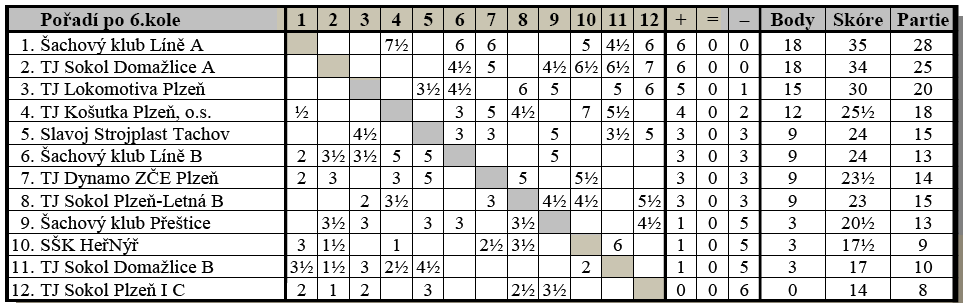 Pořadí po 6.kole 1 2 3 4 5 6 7 8 9 10 11 12 + = – Body Skóre Partie
1. Šachový klub Líně A 7½ 6 6 5 4½ 6 6 0 0 18 35 28
2. TJ Sokol Domažlice A 4½ 5 4½ 6½ 6½ 7 6 0 0 18 34 25
3. TJ Lokomotiva Plzeň 3½ 4½ 6 5 5 6 5 0 1 15 30 20
4. TJ Košutka Plzeň, o.s. ½ 3 5 4½ 7 5½ 4 0 2 12 25½ 18
5. Slavoj Strojplast Tachov 4½ 3 3 5 3½ 5 3 0 3 9 24 15
6. Šachový klub Líně B 2 3½ 3½ 5 5 5 3 0 3 9 24 13
7. TJ Dynamo ZČE Plzeň 2 3 3 5 5 5½ 3 0 3 9 23½ 14
8. TJ Sokol Plzeň-Letná B 2 3½ 3 4½ 4½ 5½ 3 0 3 9 23 15
9. Šachový klub Přeštice 3½ 3 3 3 3½ 4½ 1 0 5 3 20½ 13
10. SŠK HeřNýř 3 1½ 1 2½ 3½ 6 1 0 5 3 17½ 9
11. TJ Sokol Domažlice B 3½ 1½ 3 2½ 4½ 2 1 0 5 3 17 10
12. TJ Sokol Plzeň I C 2 1 2 3 2½ 3½ 0 0 6 0 14 8